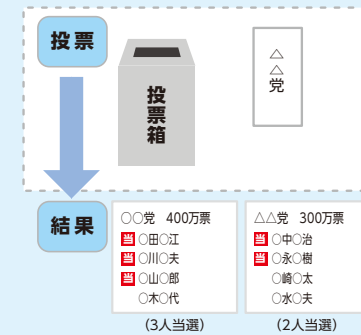 投票
投票箱
△△党
結果
○○党 400万票
当 ○田○江
当 ○川○夫
当 ○山○郎
○木○代
(3人当選)
△△党 300万票
当 ○中○治
当 ○永○樹
○崎○太
○水○夫
(2人当選)